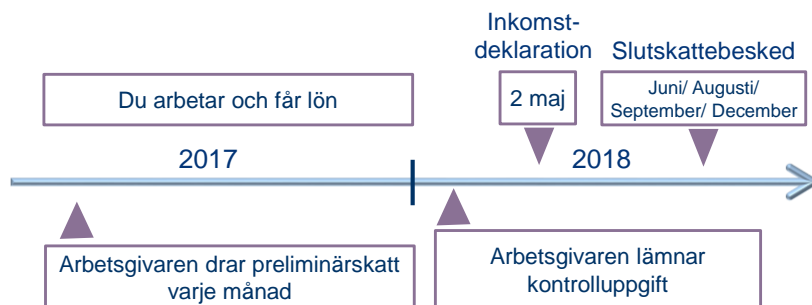 Inkomst-
deklaration
Slutskattebesked
Du arbetar och får lön
2 maj
Juni/ Augusti/
September/ December
2017
2018
Arbetsgivaren drar preliminärskatt
varje månad
Arbetsgivaren lämnar
kontrolluppgift